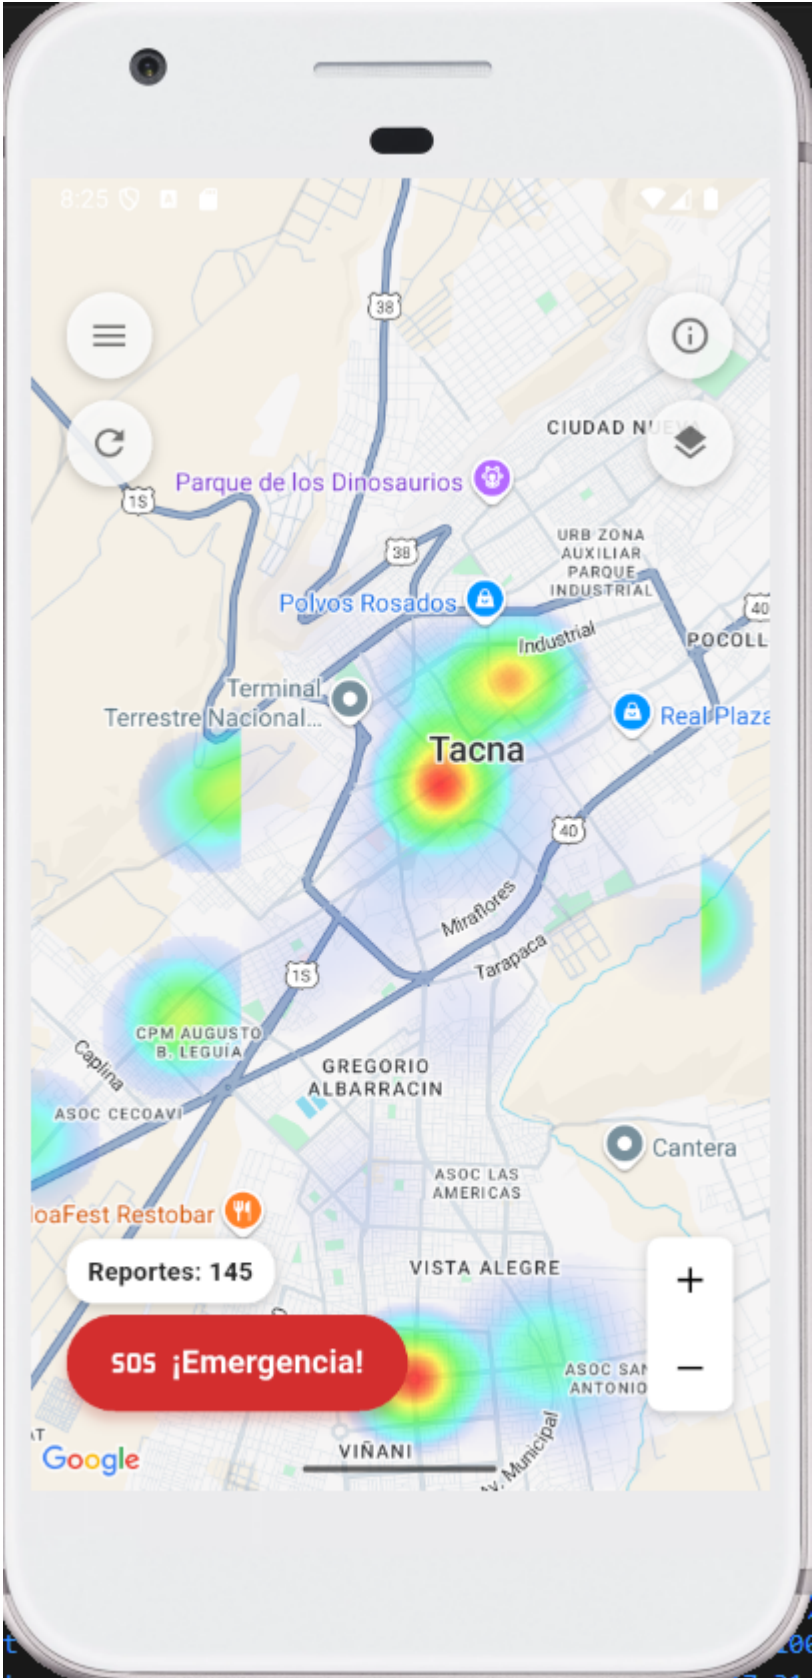 8:25
38
CIUDAD NUEV
Parque de los Dinosaurios
1S
38
URB ZONA
AUXILIAR
PARQUE
INDUSTRIAL
Polvos Rosados
40
Industrial
POCOLL
Terminal
Terrestre Nacional...
Real Plaza
Tacna
40
Miraflores
Tarapaca
1S
CPM AUGUSTO
B. LEGUÍA
Caplina
GREGORIO
ALBARRACIN
ASOC CECOAVI
Cantera
ASOC LAS
AMERICAS
loaFest Restobar
Reportes: 145
VISTA ALEGRE
+
SOS ¡Emergencia!
ASOC SAN
ANTONIO
−
VIÑANI
Av. Municipal
Google